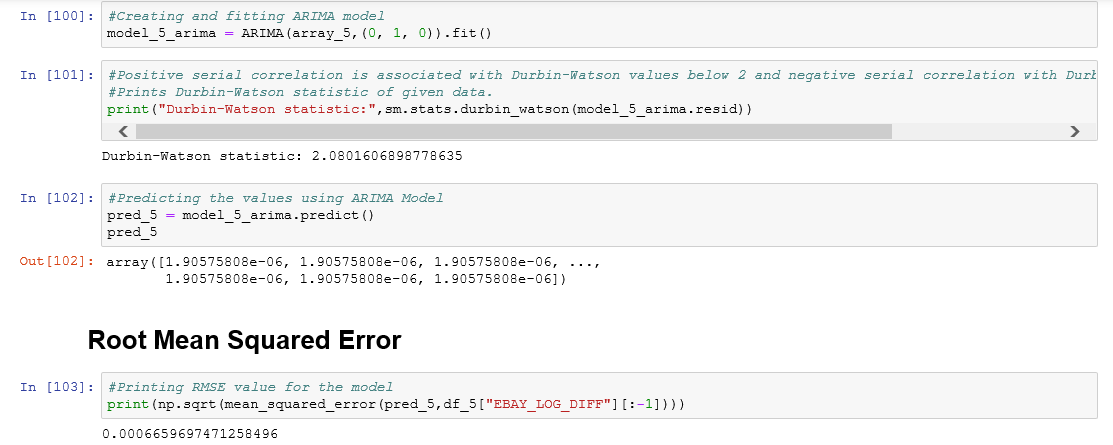 In [100]: #Creating and fitting ARIMA model
model_5_arima = ARIMA(array_5,(0, 1, 0)).fit()
In [101]: #Positive serial correlation is associated with Durbin-Watson values below 2 and negative serial correlation with
#Prints Durbin-Watson statistic of given data.
print("Durbin-Watson statistic:",sm.stats.durbin_watson(model_5_arima.resid))
Durbin-Watson statistic: 2.0801606898778635
In [102]: #Predicting the values using ARIMA Model
pred_5 = model_5_arima.predict()
pred_5
Out[102]: array([1.90575808e-06, 1.90575808e-06, 1.90575808e-06, ...,
1.90575808e-06, 1.90575808e-06, 1.90575808e-06])
Root Mean Squared Error
In [103]: #Printing RMSE value for the model
print(np.sqrt(mean_squared_error(pred_5,df_5["EBAY_LOG_DIFF"][:-1])))
0.0006659697471258496